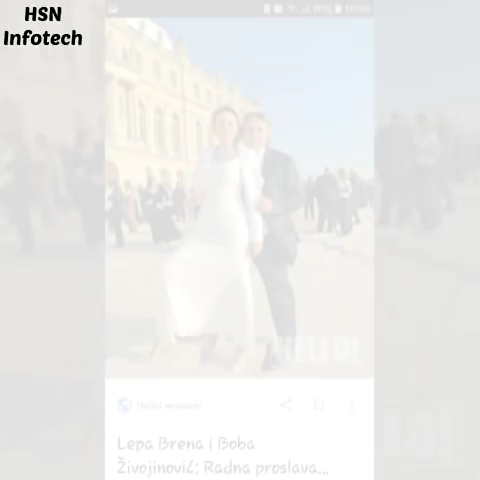 HSN
Infotech
HELLO!
Lepa Brena i Boba
Živojinović: Radna proslava...